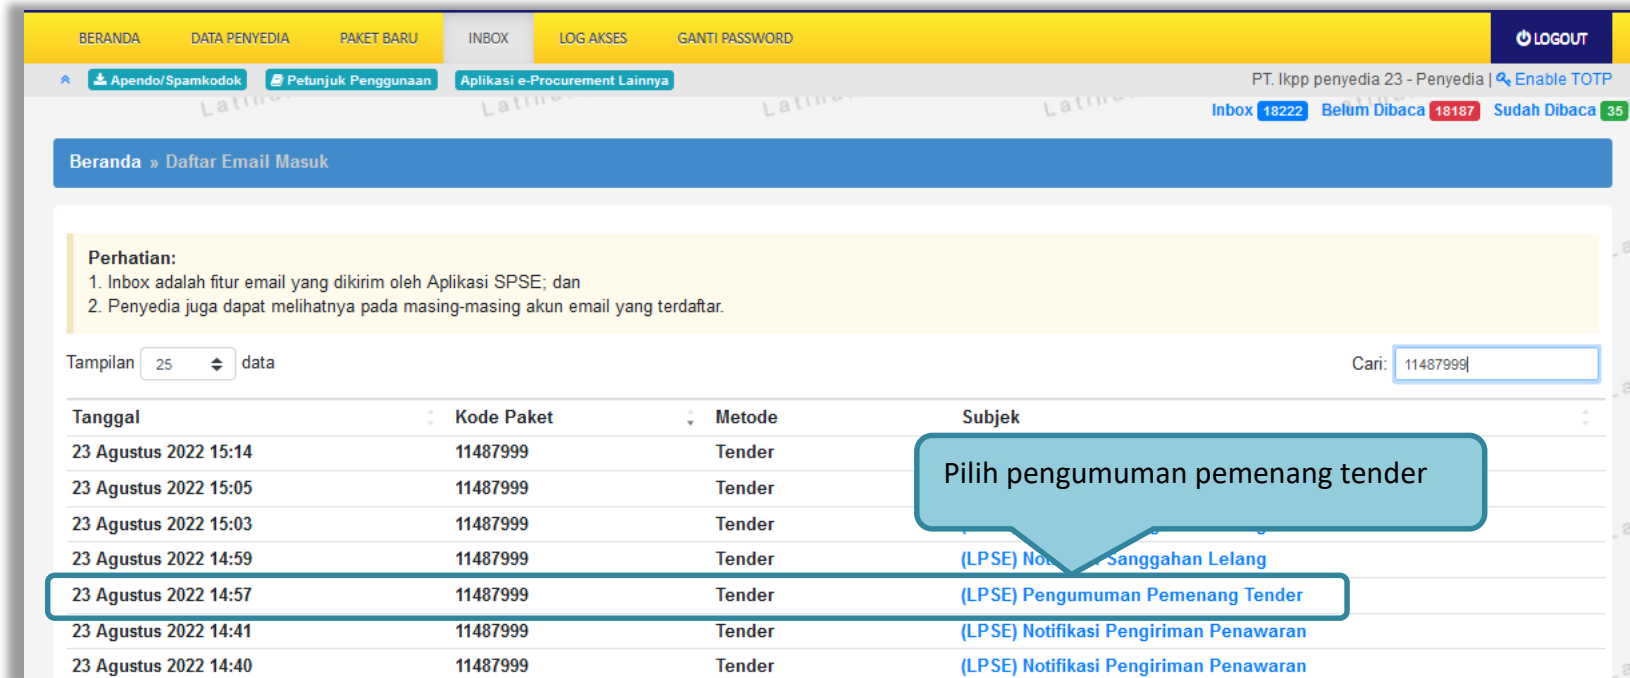 BERANDA DATA PENYEDIA PAKET BARU INBOX LOG AKSES GANTI PASSWORD LOGOUT
Apendo/Spamkodok Petunjuk Penggunaan Aplikasi e-Procurement Lainnya PT. lkpp penyedia 23 - Penyedia | Enable TOTP
Inbox 18222 Belum Dibaca 18187 Sudah Dibaca 35
Beranda » Daftar Email Masuk
Perhatian:
1. Inbox adalah fitur email yang dikirim oleh Aplikasi SPSE; dan
2. Penyedia juga dapat melihatnya pada masing-masing akun email yang terdaftar.
Tampilan 25 data Cari: 11487999
Tanggal Kode Paket Metode Subjek
23 Agustus 2022 15:14 11487999 Tender
Pilih pengumuman pemenang tender
23 Agustus 2022 15:05 11487999 Tender
23 Agustus 2022 15:03 11487999 Tender
23 Agustus 2022 14:59 11487999 Tender (LPSE) Sanggahan Lelang
23 Agustus 2022 14:57 11487999 Tender (LPSE) Pengumuman Pemenang Tender
23 Agustus 2022 14:41 11487999 Tender (LPSE) Notifikasi Pengiriman Penawaran
23 Agustus 2022 14:40 11487999 Tender (LPSE) Notifikasi Pengiriman Penawaran